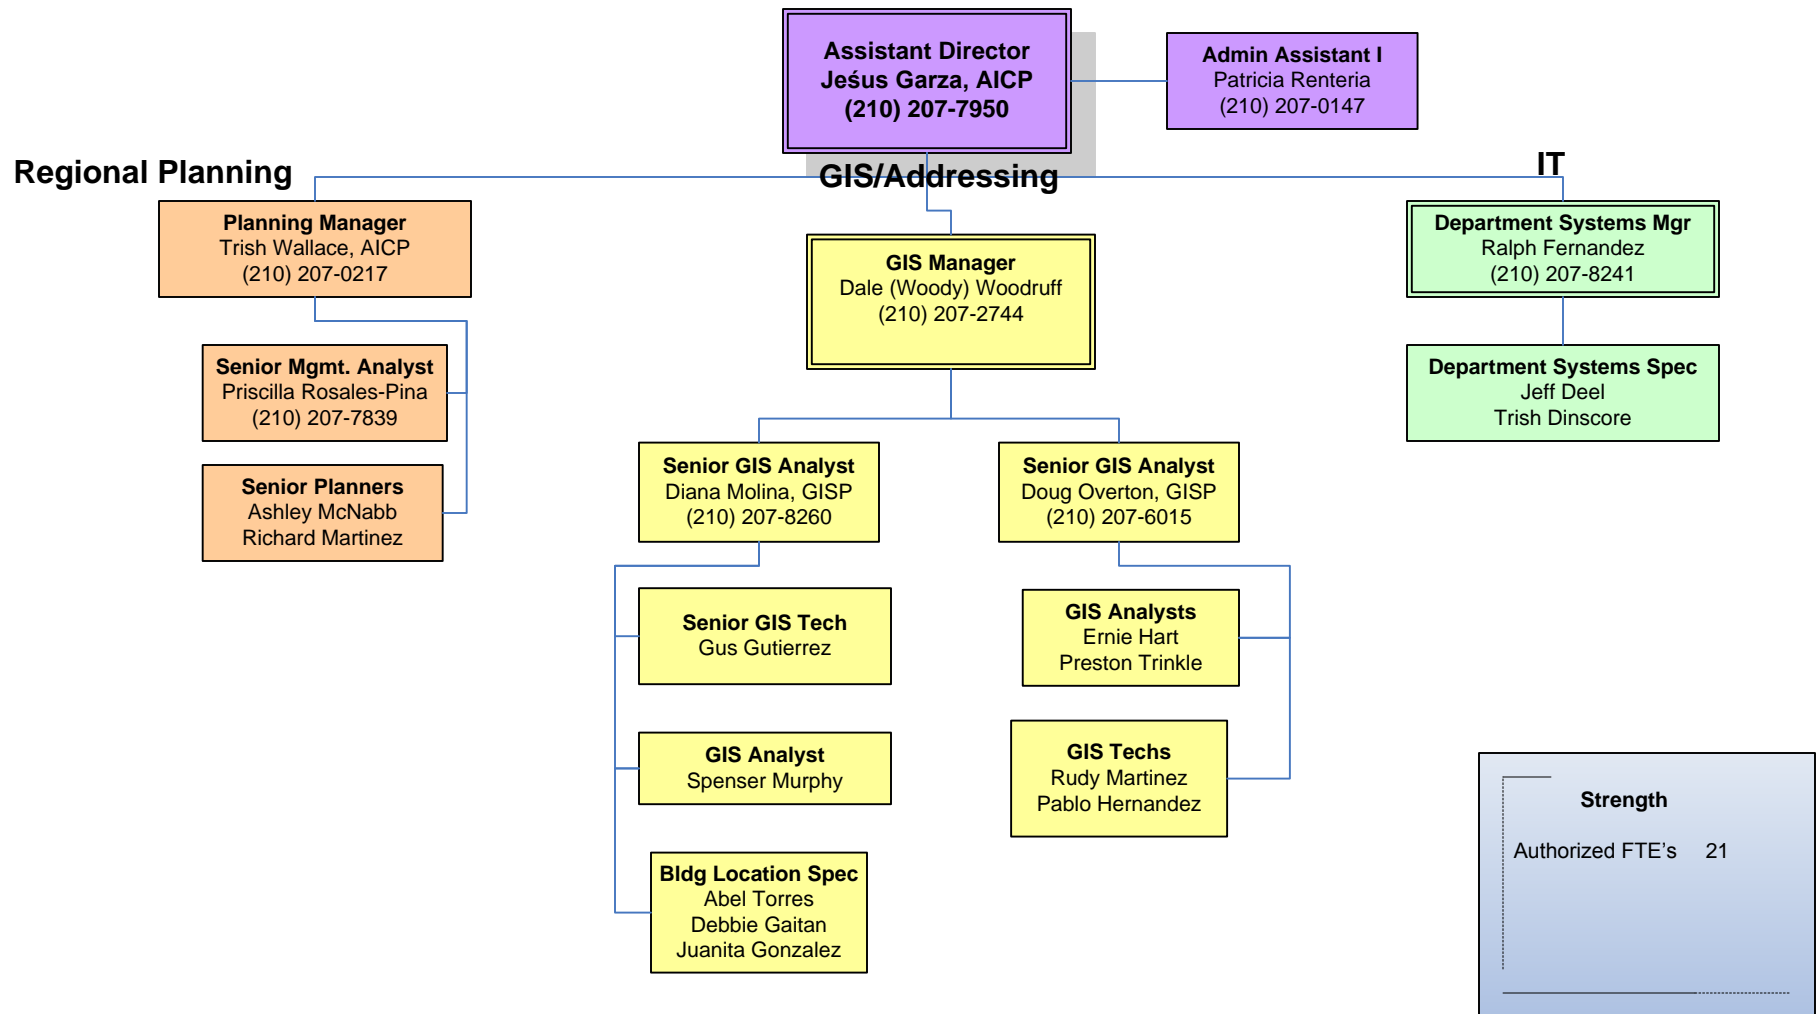 Assistant Director
Jeśus Garza, AICP
(210) 207-7950
Admin Assistant I
Patricia Renteria
(210) 207-0147
Regional Planning
GIS/Addressing
IT
Planning Manager
Trish Wallace, AICP
(210) 207-0217
Senior Mgmt. Analyst
Priscilla Rosales-Pina
(210) 207-7839
Senior Planners
Ashley McNabb
Richard Martinez
GIS Manager
Dale (Woody) Woodruff
(210) 207-2744
Senior GIS Analyst
Diana Molina, GISP
(210) 207-8260
Senior GIS Tech
Gus Gutierrez
GIS Analyst
Spenser Murphy
Bldg Location Spec
Abel Torres
Debbie Gaitan
Juanita Gonzalez
Senior GIS Analyst
Doug Overton, GISP
(210) 207-6015
GIS Analysts
Ernie Hart
Preston Trinkle
GIS Techs
Rudy Martinez
Pablo Hernandez
Department Systems Mgr
Ralph Fernandez
(210) 207-8241
Department Systems Spec
Jeff Deel
Trish Dinscore
Strength
Authorized FTE's 21